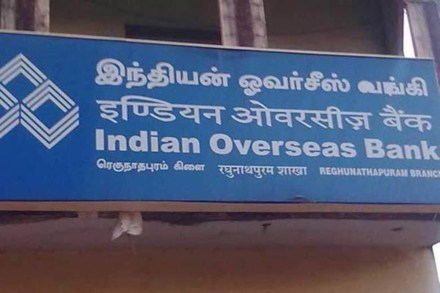 இந்தியன் ஓவர்சீஸ் வங்கி
इण्डियन ओवरसीज़ बैंक
Indian Overseas Bank
ரெகுநாதபுரம் கிளை रघुनाथपुरम शाखा REGHUNATHAPURAM BRANCH